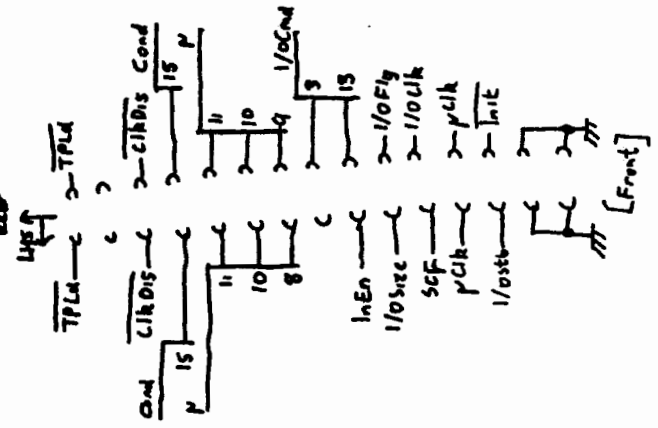 LHS
TPLd
TPLd
ClkDis
ClkDis
Cond
15
Cond
15
μ
11
10
8
μ
11
10
9
I/OCmd
3
15
InEn
I/OFlg
I/OSize
I/OClk
SCF
μClk
μClk
Init
I/OStb
[Front]